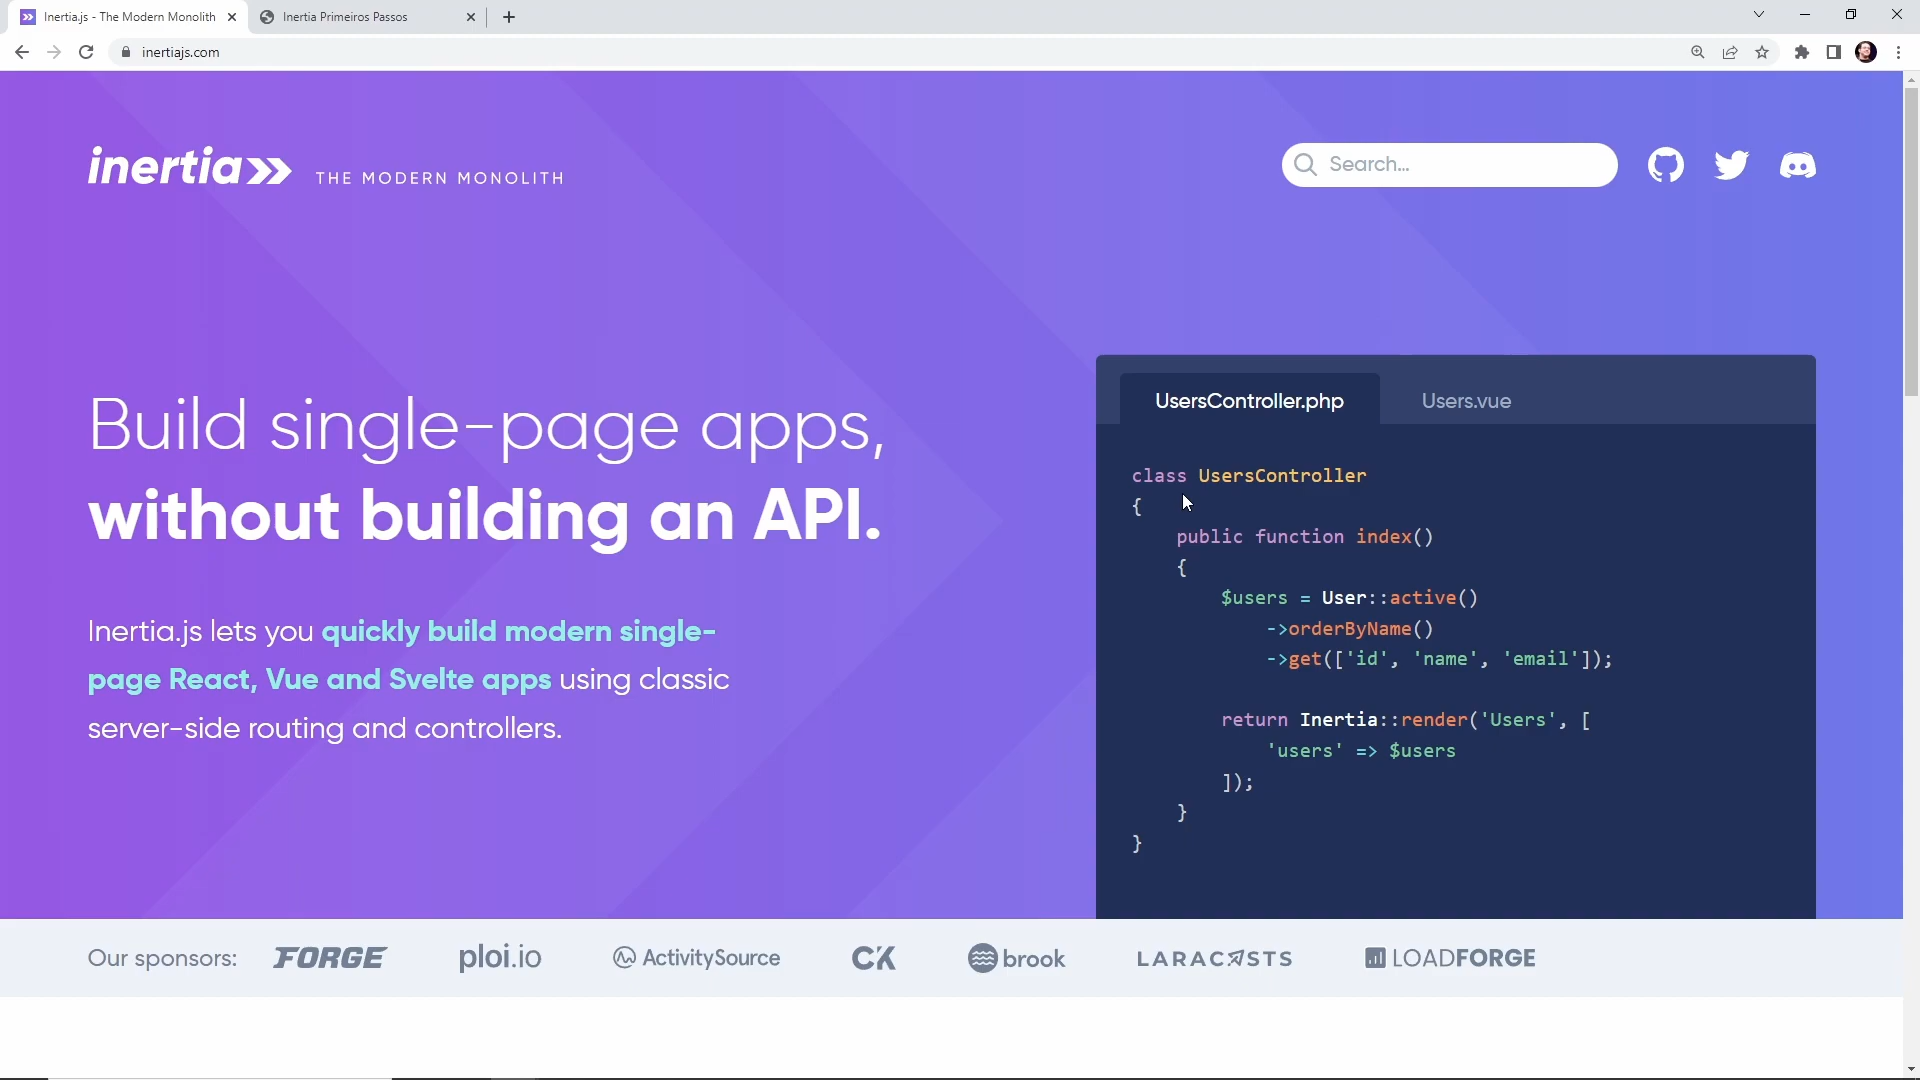 Inertia.js - The Modern Monolith
Inertia Primeiros Passos
inertiajs.com
inertia
THE MODERN MONOLITH
Search...
Build single-page apps,
without building an API.
Inertia.js lets you quickly build modern single-
page React, Vue and Svelte apps using classic
server-side routing and controllers.
UsersController.php
Users.vue
class UsersController
{
    public function index()
    {
        $users = User::active()
            ->orderByName()
            ->get(['id', 'name', 'email']);

        return Inertia::render('Users', [
            'users' => $users
        ]);
    }
}
Our sponsors:
FORGE
ploi.io
ActivitySource
CK
brook
LARACASTS
LOADFORGE